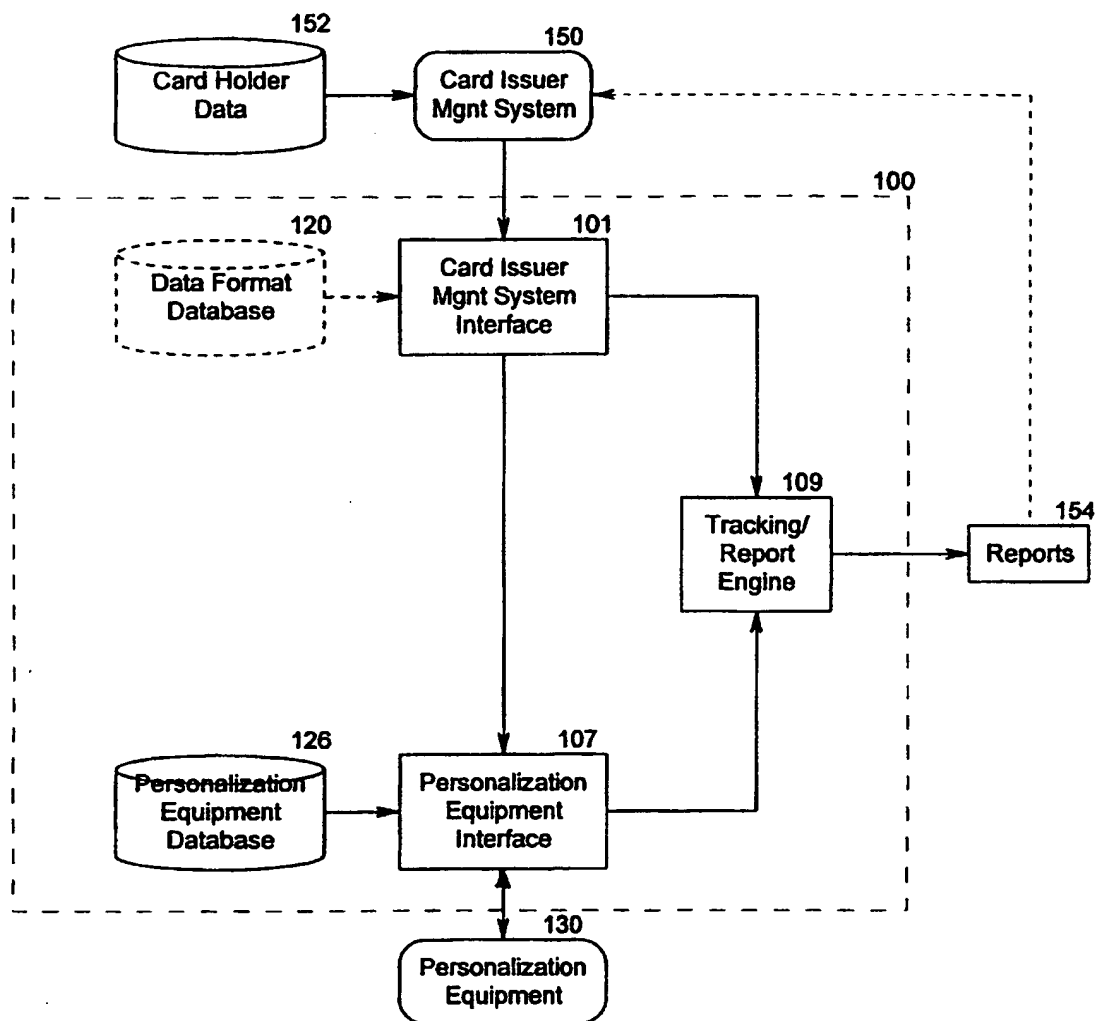 152
Card Holder
Data
150
Card Issuer
Mgnt System
100
120
Data Format
Database
101
Card Issuer
Mgnt System
Interface
109
Tracking/
Report
Engine
154
Reports
126
Personalization
Equipment
Database
107
Personalization
Equipment
Interface
130
Personalization
Equipment